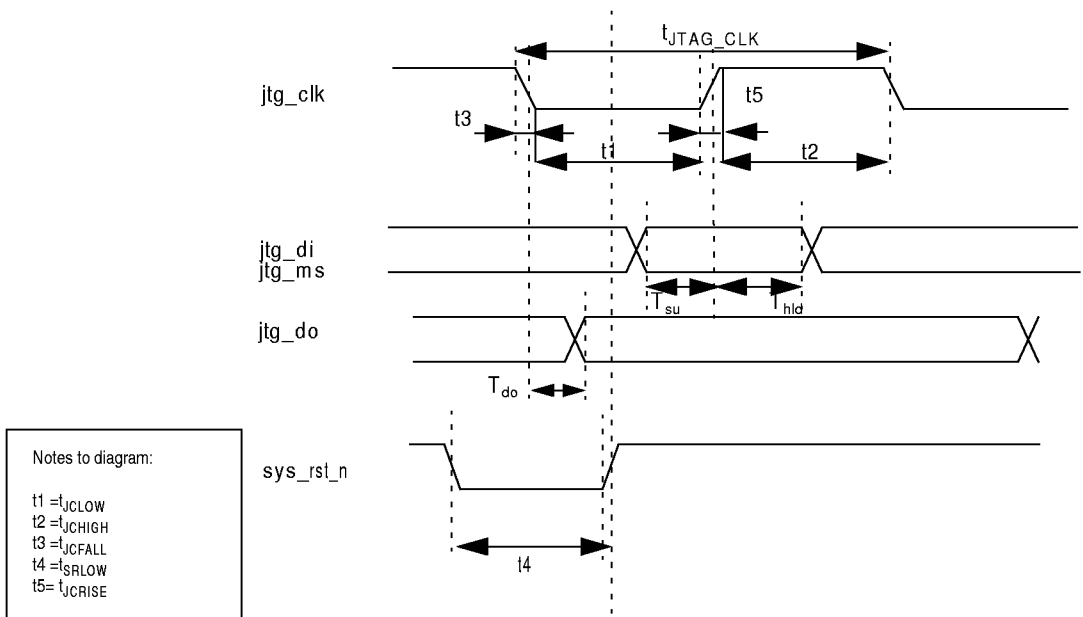 tJTAG_CLK
jtg_clk
t5
t3
t1
t2
jtg_di
jtg_ms
Tsu
Thld
jtg_do
Tdo
sys_rst_n
t4
Notes to diagram:
t1 =tJCLOW
t2 =tJCHIGH
t3 =tJCFALL
t4 =tSRLOW
t5= tJCRISE